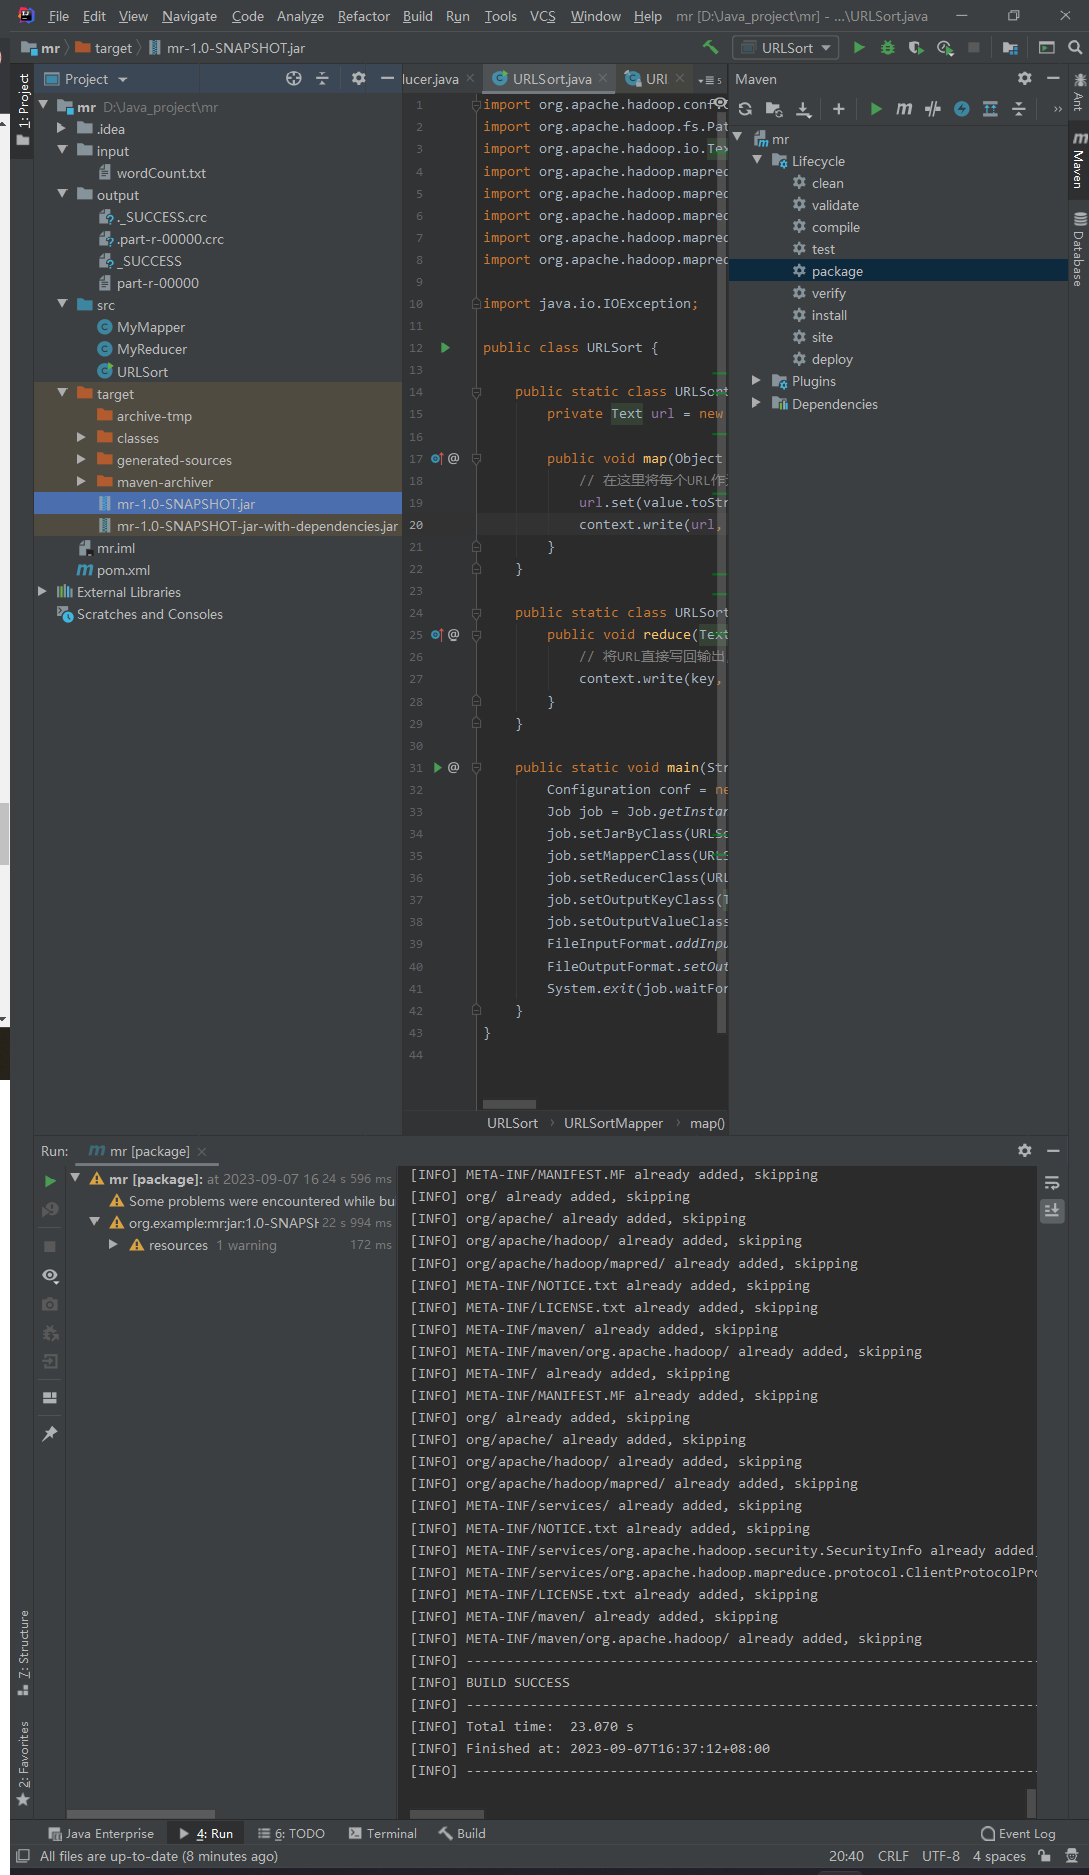 File Edit View Navigate Code Analyze Refactor Build Run Tools VCS Window Help mr [D:\Java_project\mr] - ...\URLSort.java
mr target mr-1.0-SNAPSHOT.jar URLSort
1: Project
Project
mr D:\Java_project\mr
.idea
input
wordCount.txt
output
._SUCCESS.crc
.part-r-00000.crc
_SUCCESS
part-r-00000
src
MyMapper
MyReducer
URLSort
target
archive-tmp
classes
generated-sources
maven-archiver
mr-1.0-SNAPSHOT.jar
mr-1.0-SNAPSHOT-jar-with-dependencies.jar
mr.iml
pom.xml
External Libraries
Scratches and Consoles
ducer.java URLSort.java URI 5
1 import org.apache.hadoop.conf
2 import org.apache.hadoop.fs.Pat
3 import org.apache.hadoop.io.Tex
4 import org.apache.hadoop.mapred
5 import org.apache.hadoop.mapred
6 import org.apache.hadoop.mapred
7 import org.apache.hadoop.mapred
8 import org.apache.hadoop.mapred
9
10 import java.io.IOException;
11
12 public class URLSort {
13
14 public static class URLSort
15 private Text url = new
16
17 @ public void map(Object
18 // 在这里将每个URL作
19 url.set(value.toStr
20 context.write(url,
21 }
22 }
23
24 public static class URLSort
25 @ public void reduce(Text
26 // 将URL直接写回输出
27 context.write(key,
28 }
29 }
30
31 @ public static void main(Str
32 Configuration conf = ne
33 Job job = Job.getInstan
34 job.setJarByClass(URLSo
35 job.setMapperClass(URLS
36 job.setReducerClass(URL
37 job.setOutputKeyClass(T
38 job.setOutputValueClass
39 FileInputFormat.addInpu
40 FileOutputFormat.setOut
41 System.exit(job.waitFor
42 }
43 }
44
URLSort URLSortMapper map()
Maven
mr
Lifecycle
clean
validate
compile
test
package
verify
install
site
deploy
Plugins
Dependencies
Ant
Maven
Database
Run: mr [package]
mr [package]: at 2023-09-07 16 24 s 596 ms
Some problems were encountered while bu
org.example:mr:jar:1.0-SNAPSH 22 s 994 ms
resources 1 warning 172 ms
[INFO] META-INF/MANIFEST.MF already added, skipping
[INFO] org/ already added, skipping
[INFO] org/apache/ already added, skipping
[INFO] org/apache/hadoop/ already added, skipping
[INFO] org/apache/hadoop/mapred/ already added, skipping
[INFO] META-INF/NOTICE.txt already added, skipping
[INFO] META-INF/LICENSE.txt already added, skipping
[INFO] META-INF/maven/ already added, skipping
[INFO] META-INF/maven/org.apache.hadoop/ already added, skipping
[INFO] META-INF/ already added, skipping
[INFO] META-INF/MANIFEST.MF already added, skipping
[INFO] org/ already added, skipping
[INFO] org/apache/ already added, skipping
[INFO] org/apache/hadoop/ already added, skipping
[INFO] org/apache/hadoop/mapred/ already added, skipping
[INFO] META-INF/services/ already added, skipping
[INFO] META-INF/NOTICE.txt already added, skipping
[INFO] META-INF/services/org.apache.hadoop.security.SecurityInfo already added,
[INFO] META-INF/services/org.apache.hadoop.mapreduce.protocol.ClientProtocolPro
[INFO] META-INF/LICENSE.txt already added, skipping
[INFO] META-INF/maven/ already added, skipping
[INFO] META-INF/maven/org.apache.hadoop/ already added, skipping
[INFO] ------------------------------------------------------------------------
[INFO] BUILD SUCCESS
[INFO] ------------------------------------------------------------------------
[INFO] Total time:  23.070 s
[INFO] Finished at: 2023-09-07T16:37:12+08:00
[INFO] ------------------------------------------------------------------------
7: Structure
2: Favorites
Java Enterprise 4: Run 6: TODO Terminal Build Event Log
All files are up-to-date (8 minutes ago) 20:40 CRLF UTF-8 4 spaces